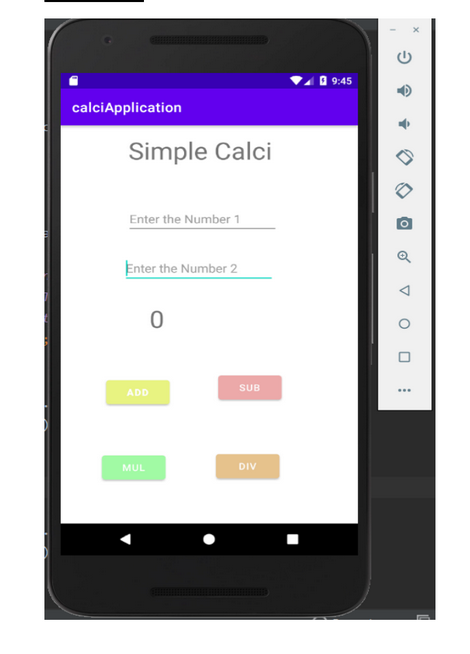 9:45
calciApplication
Simple Calci
Enter the Number 1
Enter the Number 2
0
ADD
SUB
MUL
DIV